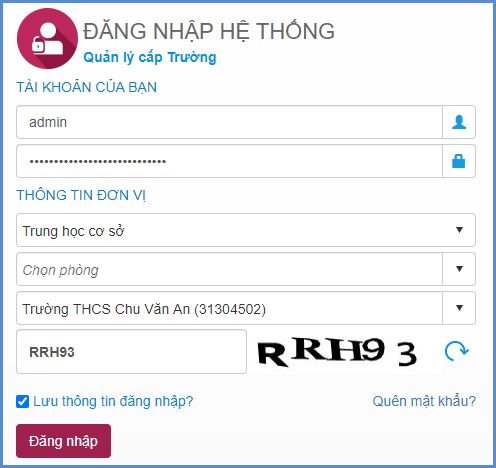 ĐĂNG NHẬP HỆ THỐNG
Quản lý cấp Trường
TÀI KHOẢN CỦA BẠN
admin
••••••••••••••••••••••••••••
THÔNG TIN ĐƠN VỊ
Trung học cơ sở
Chọn phòng
Trường THCS Chu Văn An (31304502)
RRH93 RRH93
Lưu thông tin đăng nhập? Quên mật khẩu?
Đăng nhập